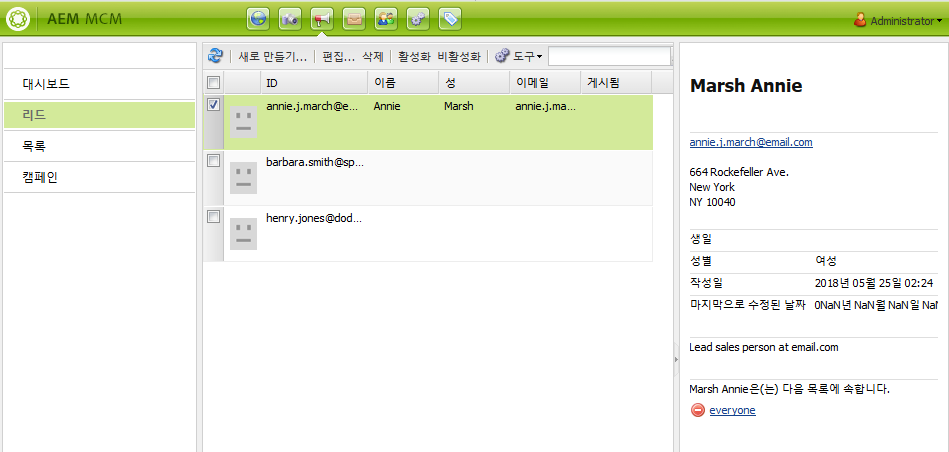 AEM MCM
Administrator
대시보드
리드
목록
캠페인
새로 만들기... 편집... 삭제 활성화 비활성화 도구
ID 이름 성 이메일 게시됨
annie.j.march@e... Annie Marsh annie.j.ma...
barbara.smith@sp...
henry.jones@dod...
Marsh Annie
annie.j.march@email.com
664 Rockefeller Ave.
New York
NY 10040
생일
성별 여성
작성일 2018년 05월 25일 02:24
마지막으로 수정된 날짜 0NaN년 NaN월 NaN일 NaN
Lead sales person at email.com
Marsh Annie은(는) 다음 목록에 속합니다.
everyone